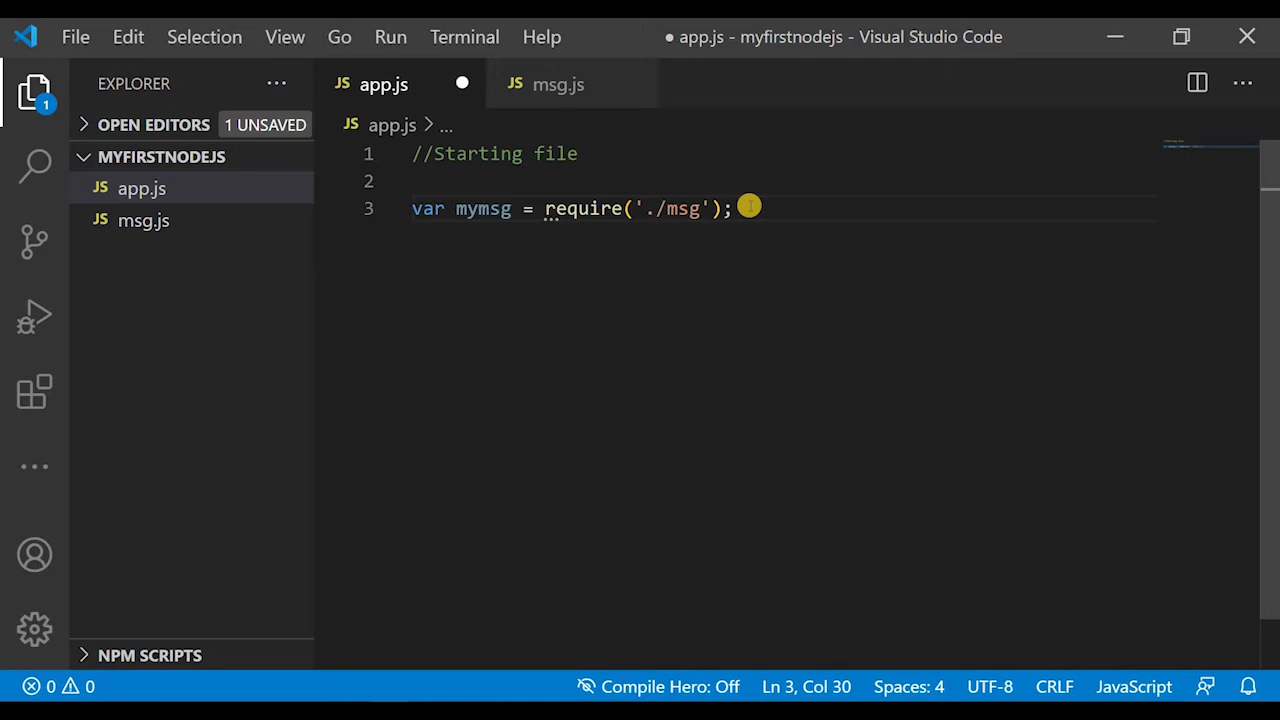 File Edit Selection View Go Run Terminal Help ● app.js - myfirstnodejs - Visual Studio Code
EXPLORER ...
JS app.js ● JS msg.js
1
OPEN EDITORS 1 UNSAVED
JS app.js > ...
MYFIRSTNODEJS
JS app.js
JS msg.js
1 //Starting file
2
3 var mymsg = require('./msg');
NPM SCRIPTS
0 0 Compile Hero: Off Ln 3, Col 30 Spaces: 4 UTF-8 CRLF JavaScript